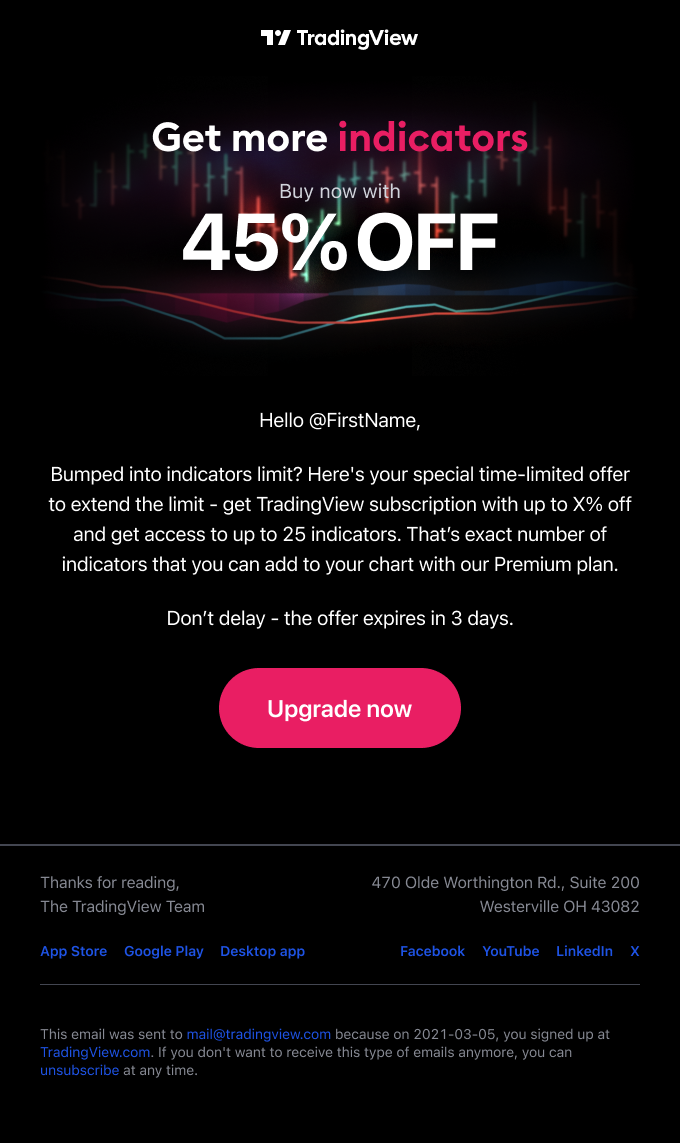 TradingView
Get more indicators
Buy now with
45% OFF
Hello @FirstName,
Bumped into indicators limit? Here's your special time-limited offer
to extend the limit - get TradingView subscription with up to X% off
and get access to up to 25 indicators. That’s exact number of
indicators that you can add to your chart with our Premium plan.
Don’t delay - the offer expires in 3 days.
Upgrade now
Thanks for reading,
The TradingView Team
470 Olde Worthington Rd., Suite 200
Westerville OH 43082
App Store Google Play Desktop app
Facebook YouTube LinkedIn X
This email was sent to mail@tradingview.com because on 2021-03-05, you signed up at
TradingView.com. If you don't want to receive this type of emails anymore, you can
unsubscribe at any time.